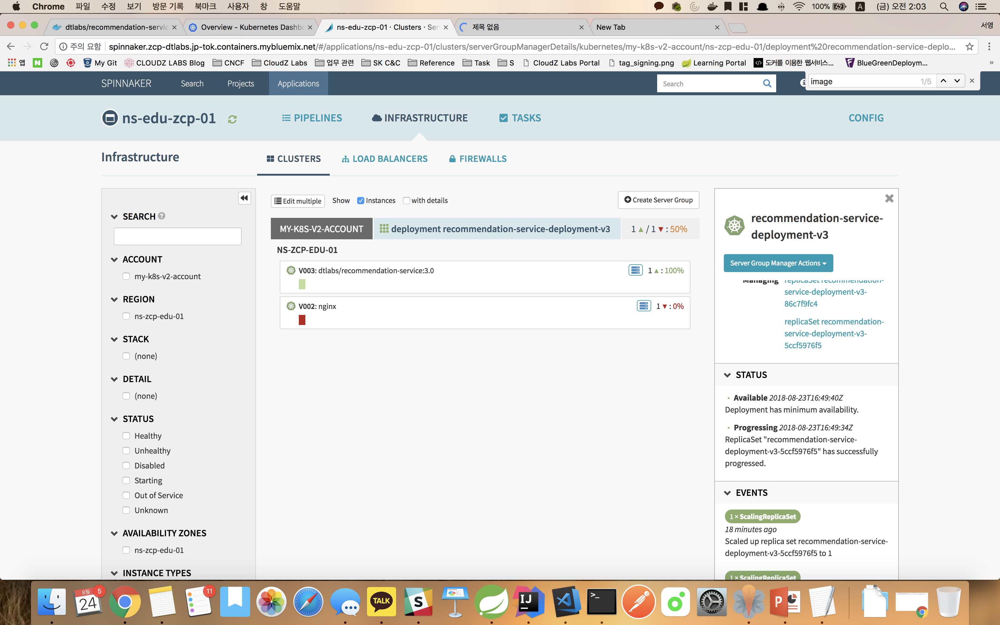 Chrome 파일 수정 보기 방문 기록 북마크 사용자 창 도움말 100% A (금) 오전 2:03
dtlabs/recommendation-servic Overview - Kubernetes Dashbo ns-edu-zcp-01 · Clusters · Ser 제목 없음 New Tab 서영
주의 요함 spinnaker.zcp-dtlabs.jp-tok.containers.mybluemix.net/#/applications/ns-edu-zcp-01/clusters/serverGroupManagerDetails/kubernetes/my-k8s-v2-account/ns-zcp-edu-01/deployment%20recommendation-service-deplo...
앱 N My Git CLOUDZ LABS Blog CNCF CloudZ Labs 업무 관련 SK C&C Reference Task S CloudZ Labs Portal tag_signing.png Learning Portal 도커를 이용한 웹서비스... BlueGreenDeploym... »
SPINNAKER Search Projects Applications Search image 1/5
ns-edu-zcp-01 PIPELINES INFRASTRUCTURE TASKS CONFIG
Infrastructure CLUSTERS LOAD BALANCERS FIREWALLS
SEARCH
ACCOUNT
my-k8s-v2-account
REGION
ns-zcp-edu-01
STACK
(none)
DETAIL
(none)
STATUS
Healthy
Unhealthy
Disabled
Starting
Out of Service
Unknown
AVAILABILITY ZONES
ns-zcp-edu-01
INSTANCE TYPES
Edit multiple Show Instances with details Create Server Group
MY-K8S-V2-ACCOUNT deployment recommendation-service-deployment-v3 1 ▲ / 1 ▼ : 50%
NS-ZCP-EDU-01
V003: dtlabs/recommendation-service:3.0 1 ▲ : 100%
V002: nginx 1 ▼ : 0%
recommendation-service-
deployment-v3
Server Group Manager Actions
Managing replicaSet recommendation-
service-deployment-v3-
86c7f9fc4
replicaSet recommendation-
service-deployment-v3-
5ccf5976f5
STATUS
• Available 2018-08-23T16:49:40Z
Deployment has minimum availability.
• Progressing 2018-08-23T16:49:34Z
ReplicaSet "recommendation-service-
deployment-v3-5ccf5976f5" has successfully
progressed.
EVENTS
1 × ScalingReplicaSet
18 minutes ago
Scaled up replica set recommendation-service-
deployment-v3-5ccf5976f5 to 1
1 × ScalingReplicaSet
8월 24 5 11 TALK S IJ >_ P